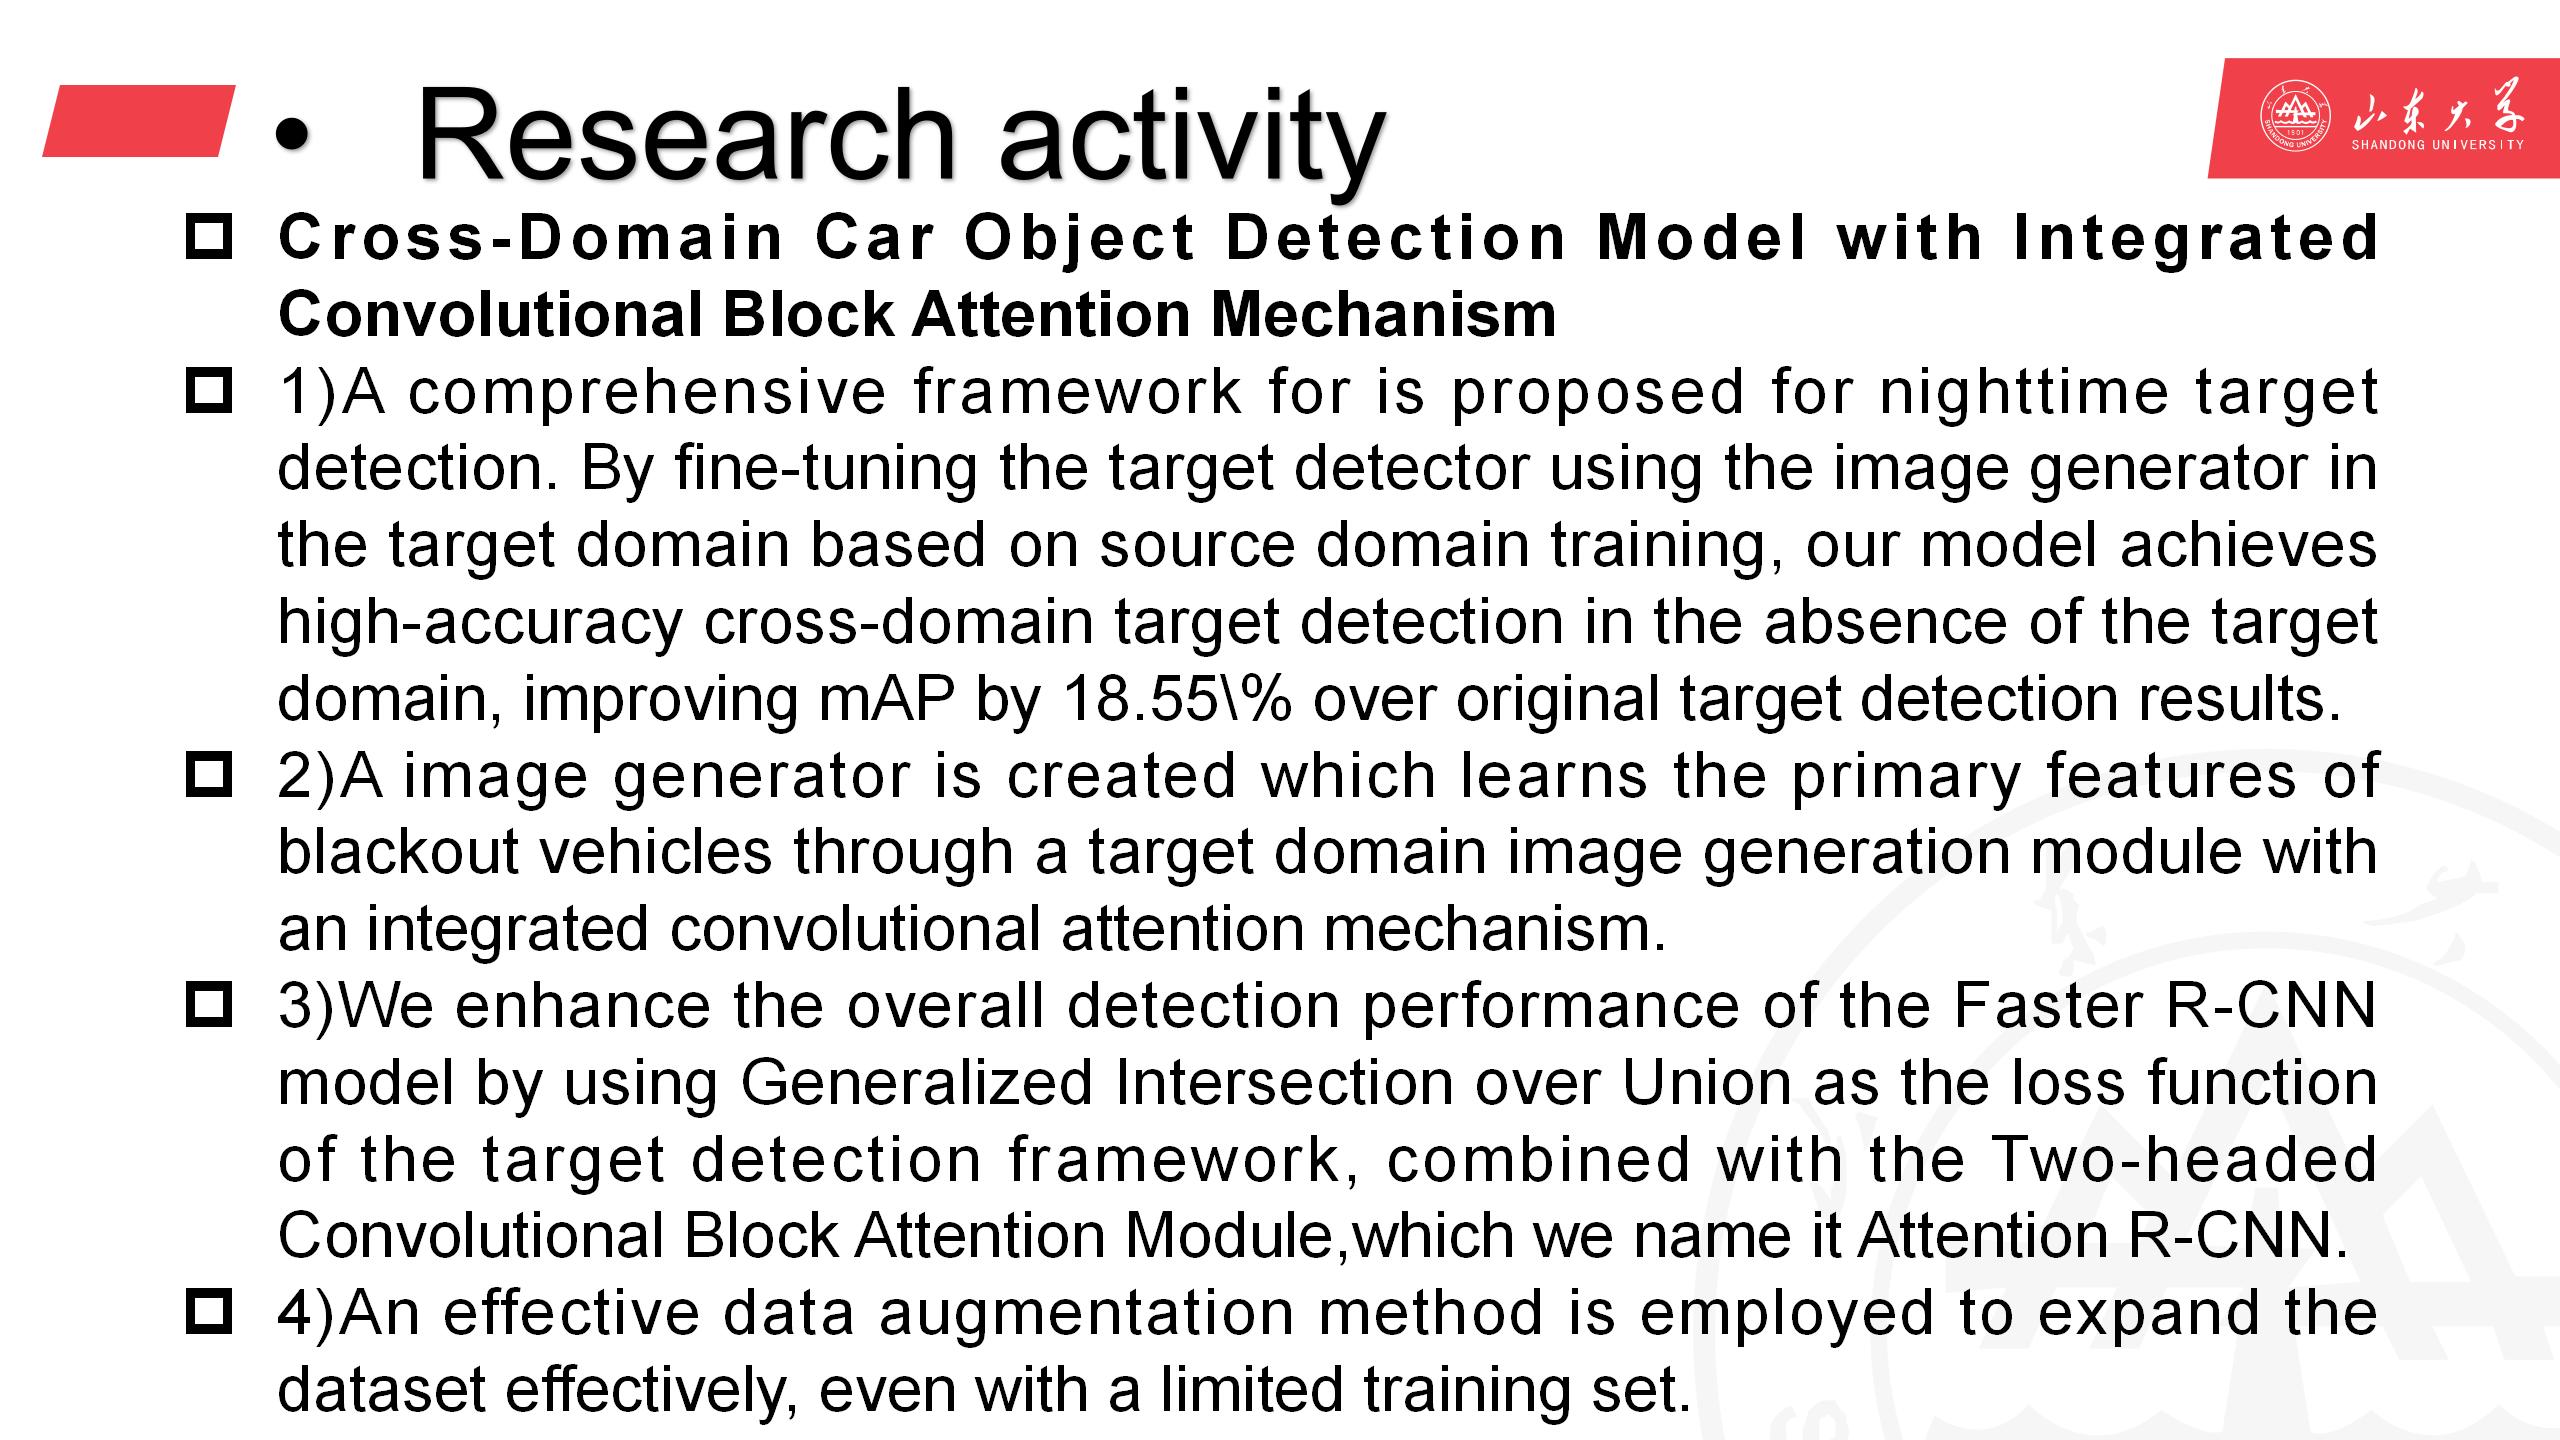 • Research activity
山东大学
SHANDONG UNIVERSITY
1901
SHANDONG UNIVERSITY
Cross-Domain Car Object Detection Model with Integrated
Convolutional Block Attention Mechanism
1)A comprehensive framework for is proposed for nighttime target
detection. By fine-tuning the target detector using the image generator in
the target domain based on source domain training, our model achieves
high-accuracy cross-domain target detection in the absence of the target
domain, improving mAP by 18.55\% over original target detection results.
2)A image generator is created which learns the primary features of
blackout vehicles through a target domain image generation module with
an integrated convolutional attention mechanism.
3)We enhance the overall detection performance of the Faster R-CNN
model by using Generalized Intersection over Union as the loss function
of the target detection framework, combined with the Two-headed
Convolutional Block Attention Module,which we name it Attention R-CNN.
4)An effective data augmentation method is employed to expand the
dataset effectively, even with a limited training set.